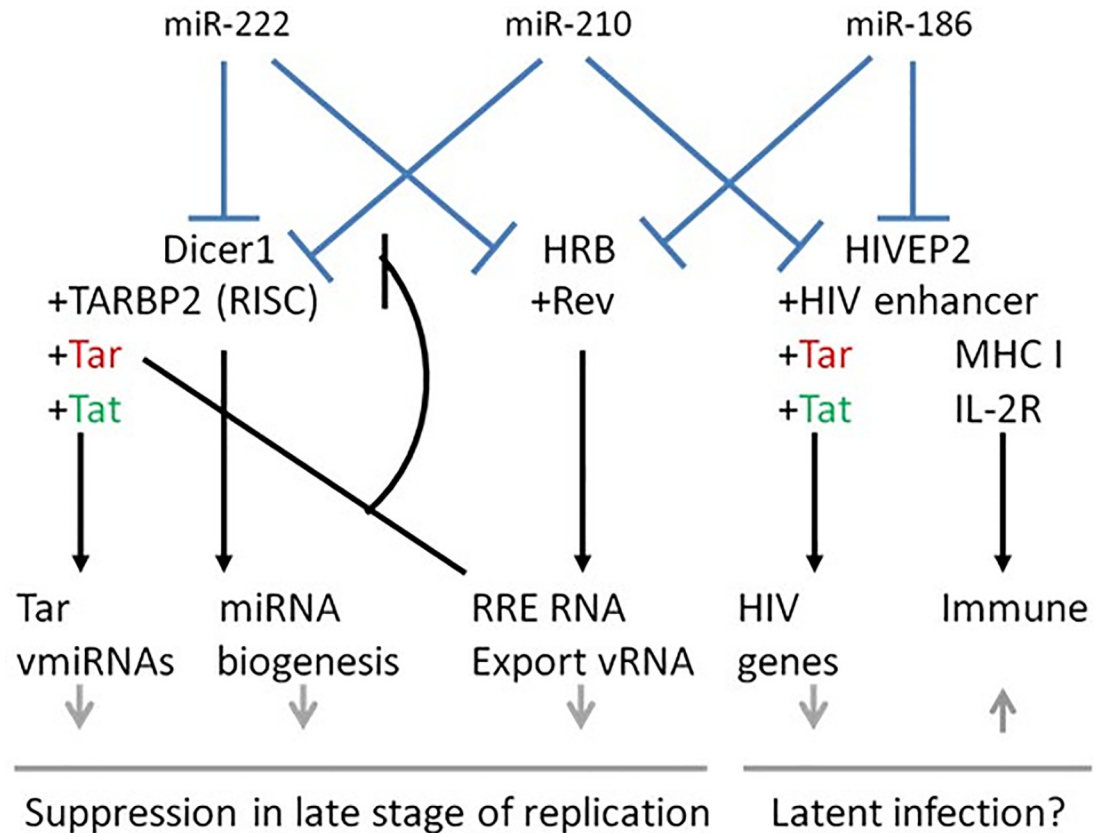 miR-222 miR-210 miR-186
Dicer1 HRB HIVEP2
+TARBP2 (RISC) +Rev +HIV enhancer
+Tar +Tar MHC I
+Tat +Tat IL-2R
Tar miRNA RRE RNA HIV Immune
vmiRNAs biogenesis Export vRNA genes
Suppression in late stage of replication Latent infection?